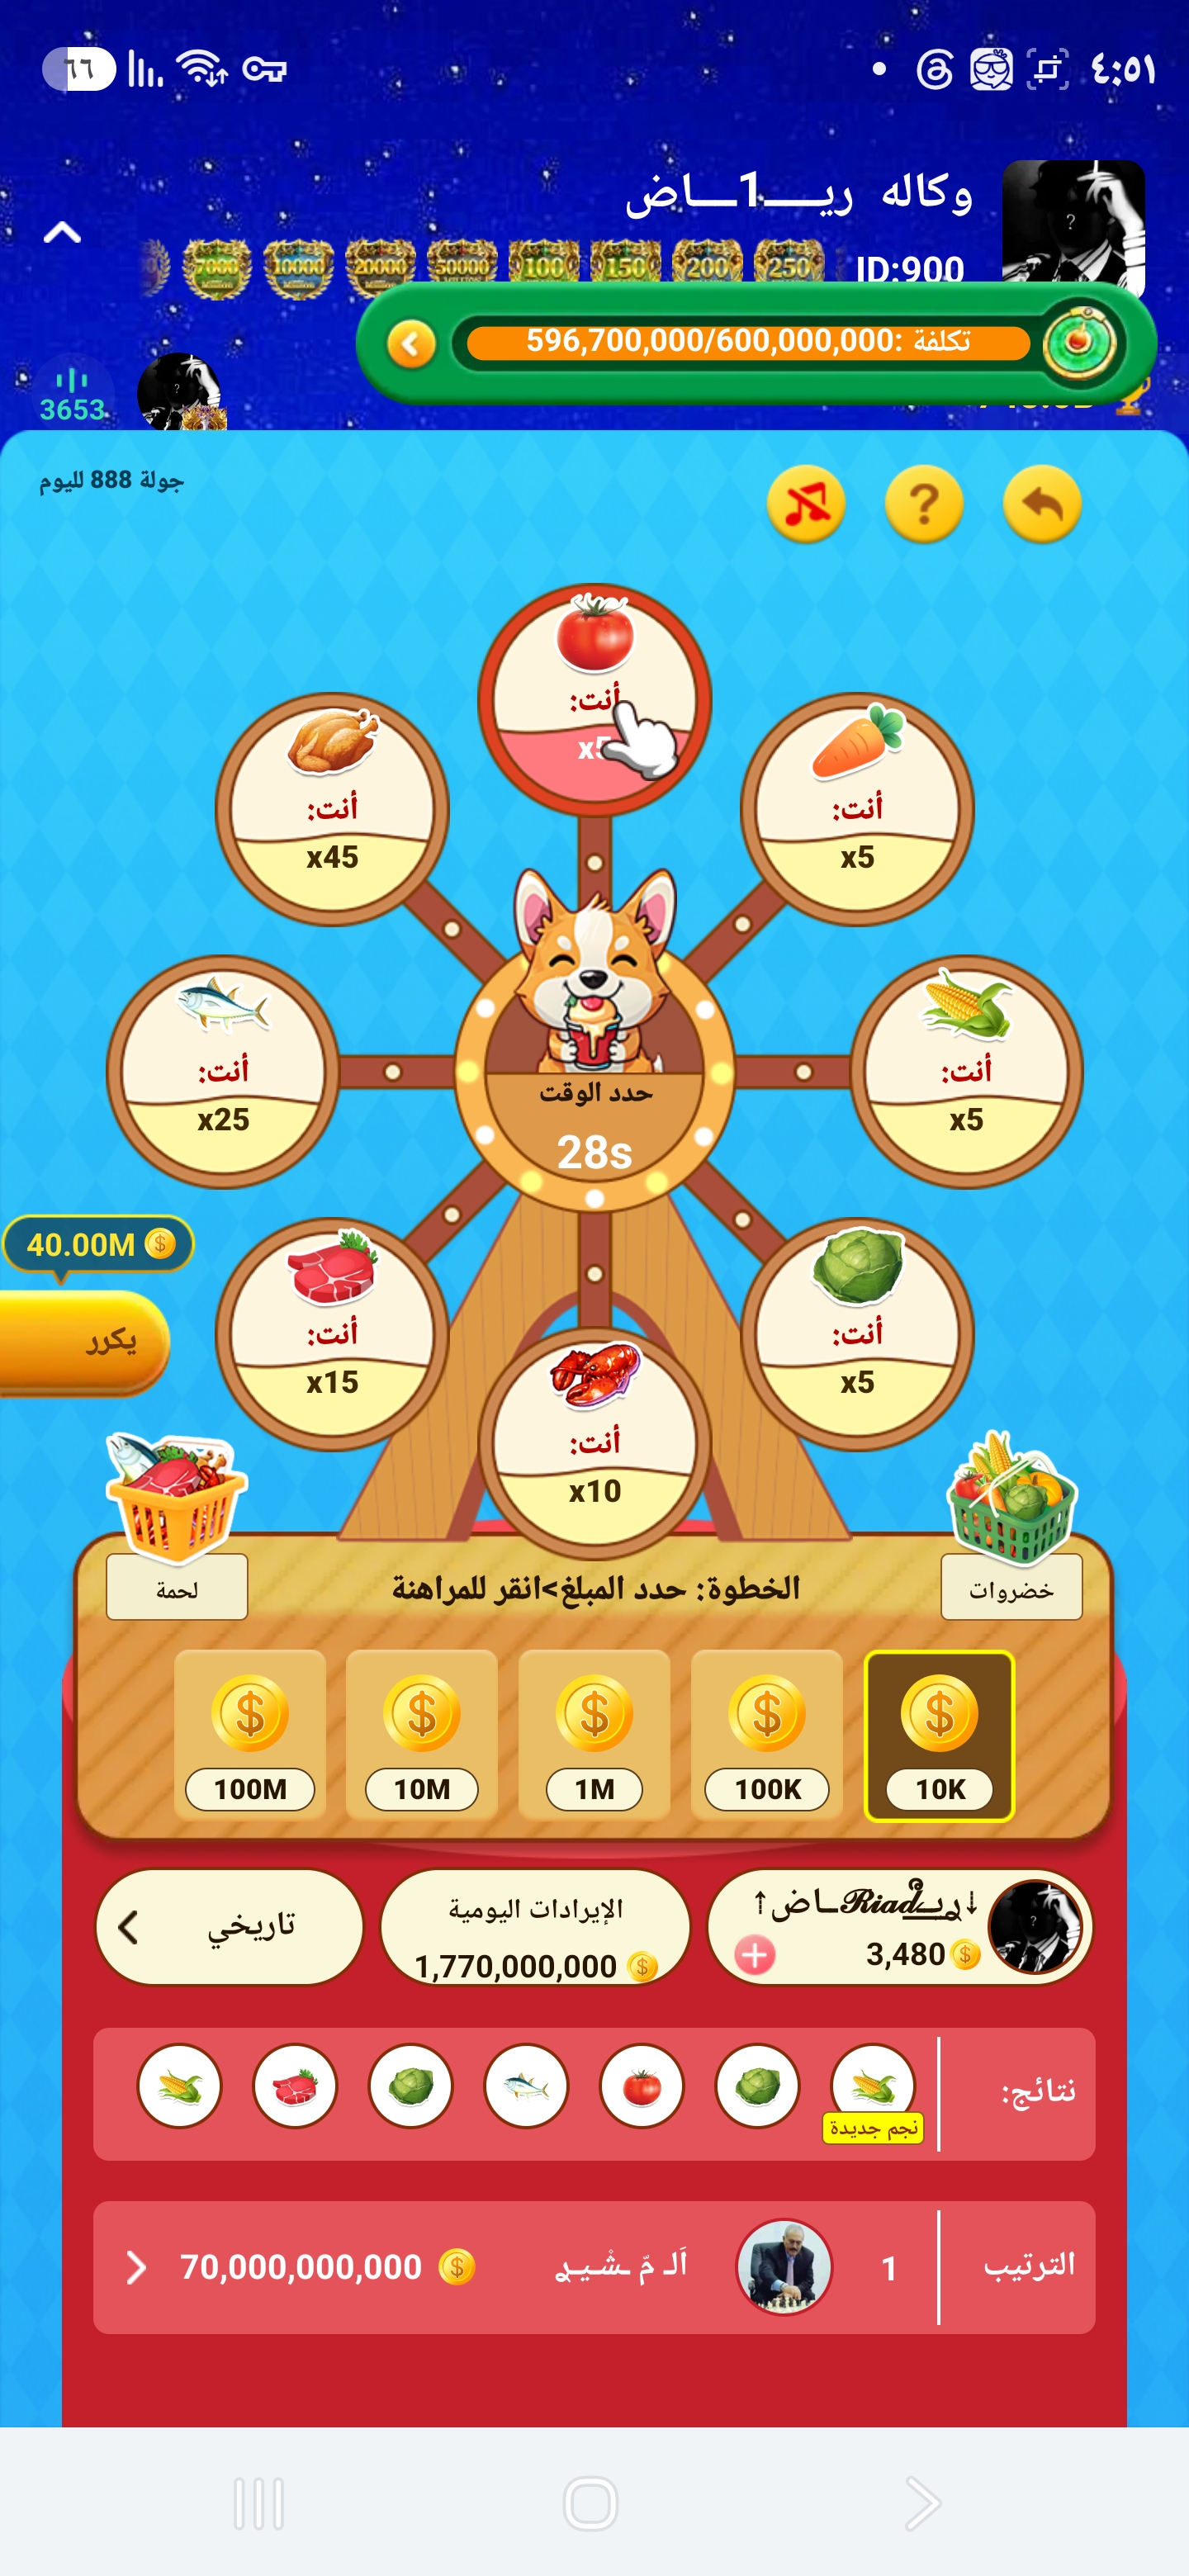 ٤:٥١
٦٦
وكاله ريـــ1ـــاض
7000 10000 20000 50000 100 150 200 250
ID:900
تكلفة :596,700,000/600,000,000
3653
جولة 888 لليوم
?
أنت:
أنت:
x45
أنت:
x5
أنت:
x25
أنت:
x5
حدد الوقت
28s
40.00M
يكرر
أنت:
x15
أنت:
x5
أنت:
x10
لحمة
الخطوة: حدد المبلغ>انقر للمراهنة
خضروات
100M
10M
1M
100K
10K
تاريخي
الإيرادات اليومية
1,770,000,000
3,480
نتائج:
نجم جديدة
الترتيب
1
70,000,000,000